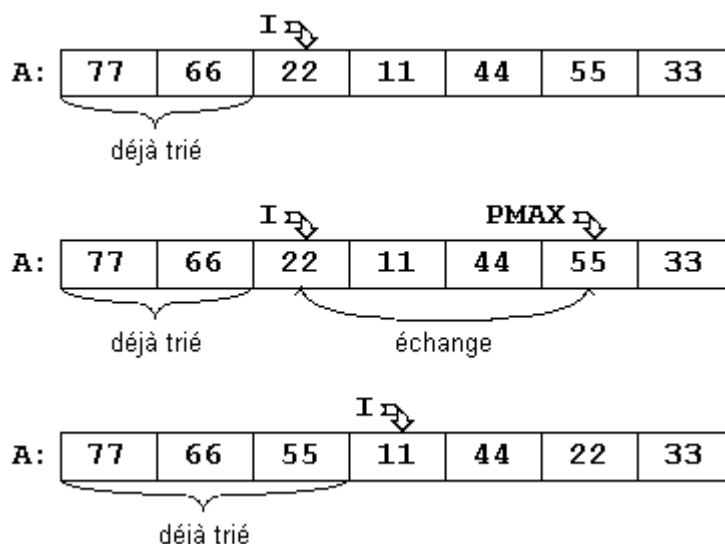 I
A: 77 66 22 11 44 55 33
déjà trié
I PMAX
A: 77 66 22 11 44 55 33
déjà trié échange
I
A: 77 66 55 11 44 22 33
déjà trié